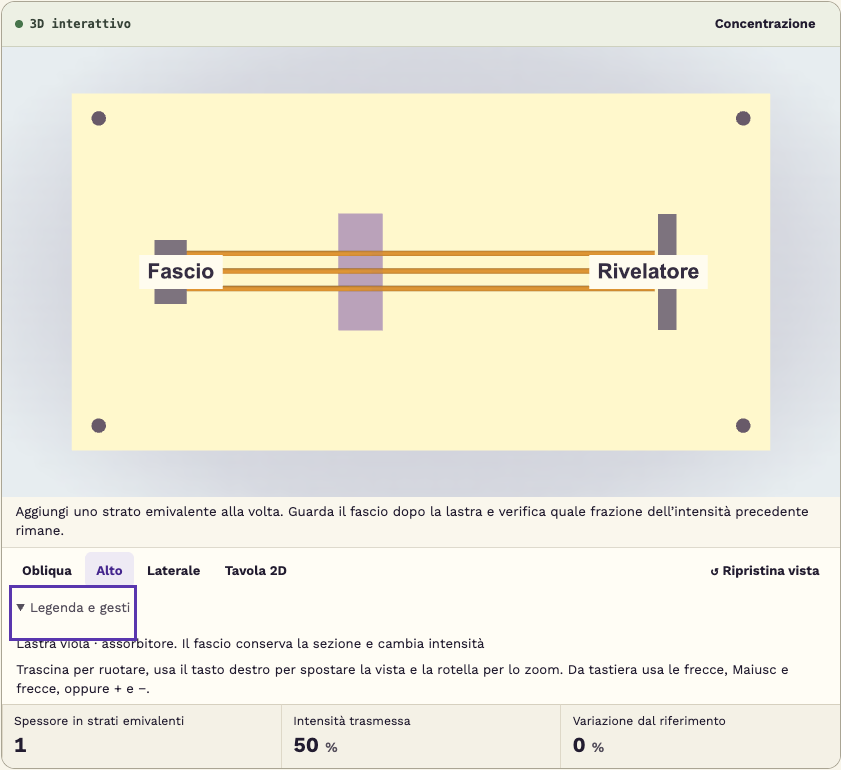 3D interattivo
Concentrazione
Fascio
Rivelatore
Aggiungi uno strato emivalente alla volta. Guarda il fascio dopo la lastra e verifica quale frazione dell’intensità precedente
rimane.
Obliqua Alto Laterale Tavola 2D
↺ Ripristina vista
▼ Legenda e gesti
Lastra viola · assorbitore. Il fascio conserva la sezione e cambia intensità
Trascina per ruotare, usa il tasto destro per spostare la vista e la rotella per lo zoom. Da tastiera usa le frecce, Maiusc e
frecce, oppure + e −.
Spessore in strati emivalenti
1
Intensità trasmessa
50 %
Variazione dal riferimento
0 %